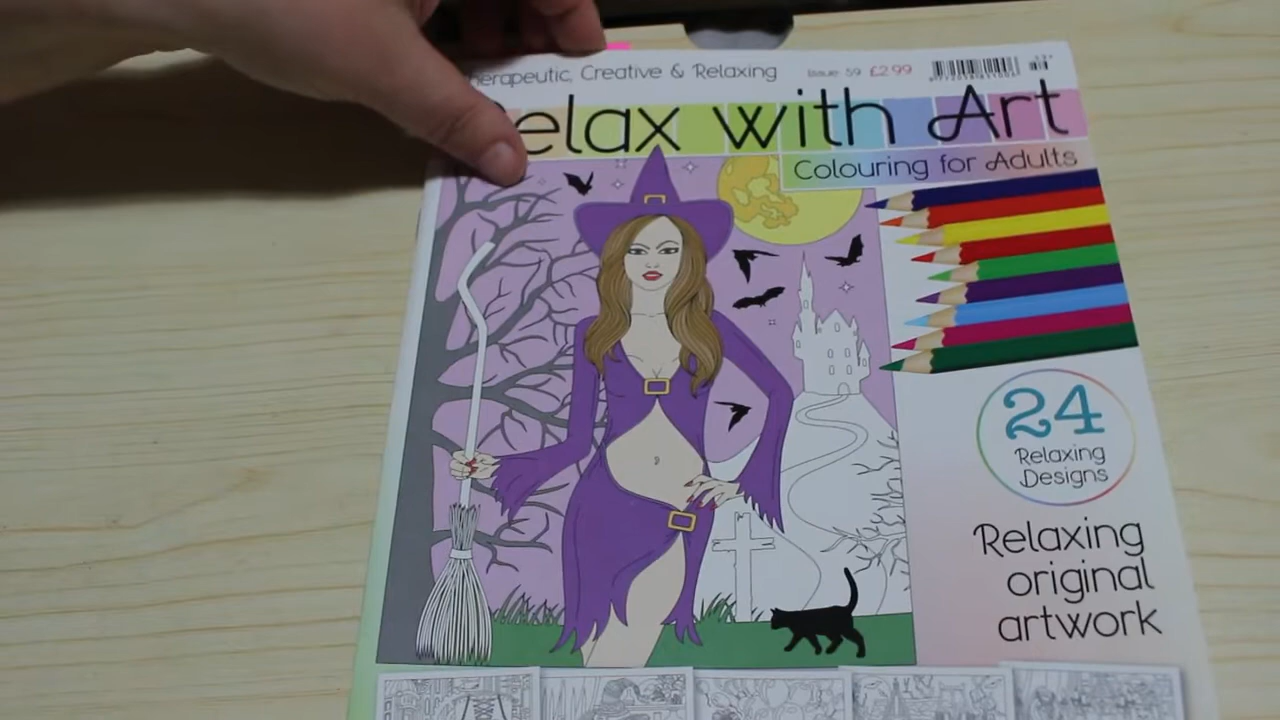 Therapeutic, Creative & Relaxing
Issue 59 £2.99
Relax with Art
Colouring for Adults
24
Relaxing
Designs
Relaxing
original
artwork